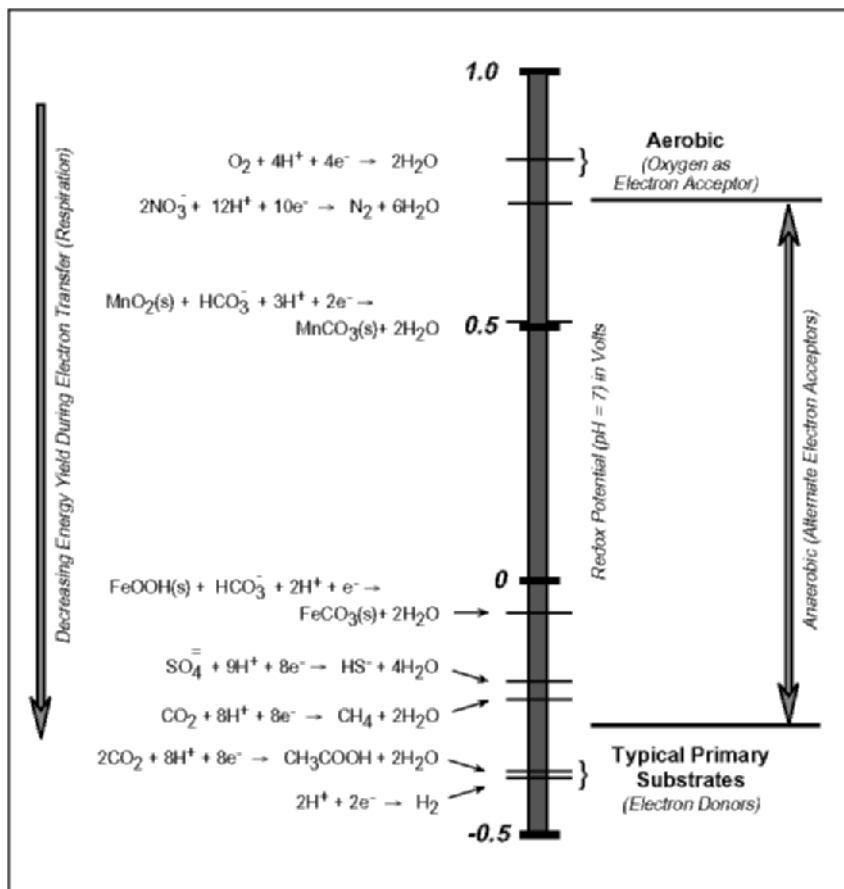 1.0
Aerobic
(Oxygen as
Electron Acceptor)
O₂ + 4H⁺ + 4e⁻ → 2H₂O
2NO₃⁻ + 12H⁺ + 10e⁻ → N₂ + 6H₂O
MnO₂(s) + HCO₃⁻ + 3H⁺ + 2e⁻ →
MnCO₃(s) + 2H₂O
0.5
Decreasing Energy Yield During Electron Transfer (Respiration)
Redox Potential (pH = 7) in Volts
Anaerobic (Alternate Electron Acceptors)
0
FeOOH(s) + HCO₃⁻ + 2H⁺ + e⁻ →
FeCO₃(s) + 2H₂O →
SO₄⁼ + 9H⁺ + 8e⁻ → HS⁻ + 4H₂O
CO₂ + 8H⁺ + 8e⁻ → CH₄ + 2H₂O
2CO₂ + 8H⁺ + 8e⁻ → CH₃COOH + 2H₂O
2H⁺ + 2e⁻ → H₂
Typical Primary
Substrates
(Electron Donors)
-0.5